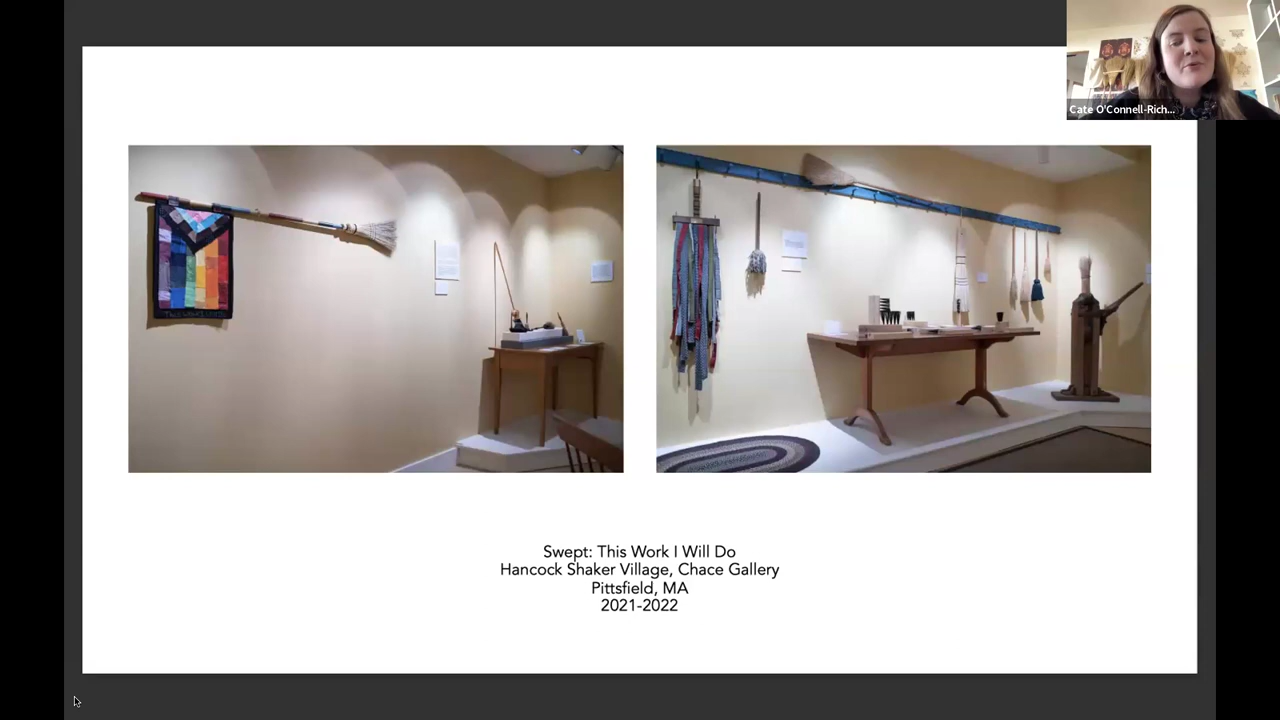 Cate O'Connell-Rich...
Swept: This Work I Will Do
Hancock Shaker Village, Chace Gallery
Pittsfield, MA
2021-2022